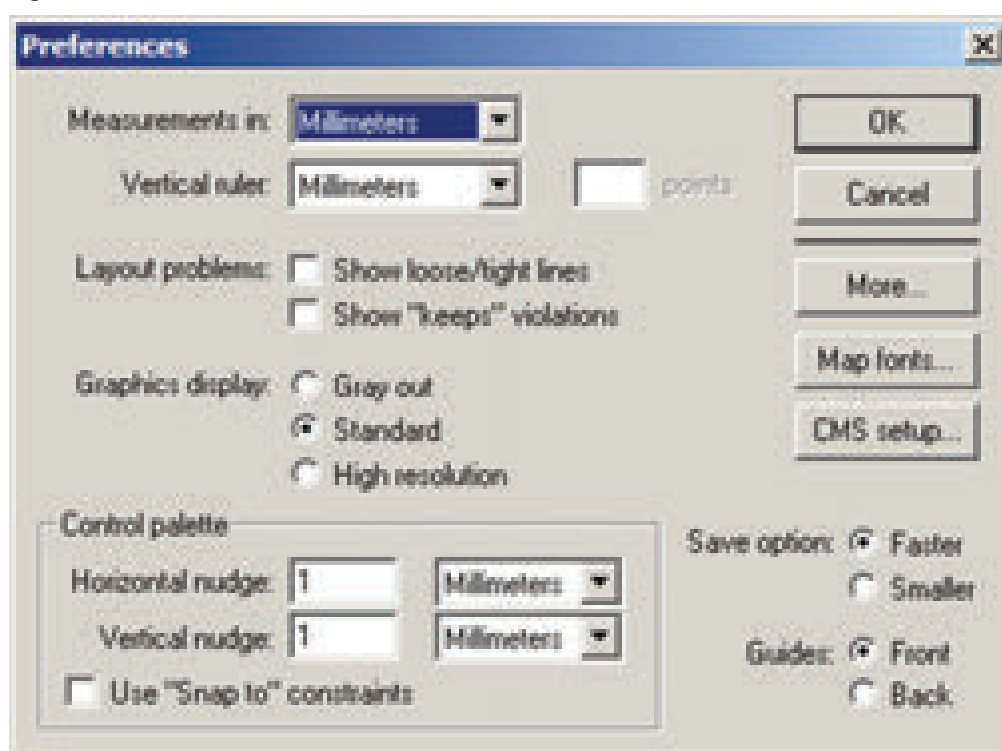 Preferences
Measurements in: Millimeters
OK
Vertical ruler: Millimeters points
Cancel
Layout problems: Show loose/tight lines
More...
Show "keeps" violations
Map fonts...
Graphics display: Gray out
Standard
CMS setup...
High resolution
Control palette
Save option: Faster
Horizontal nudge: 1 Millimeters
Smaller
Vertical nudge: 1 Millimeters
Guides: Front
Use "Snap to" constraints
Back